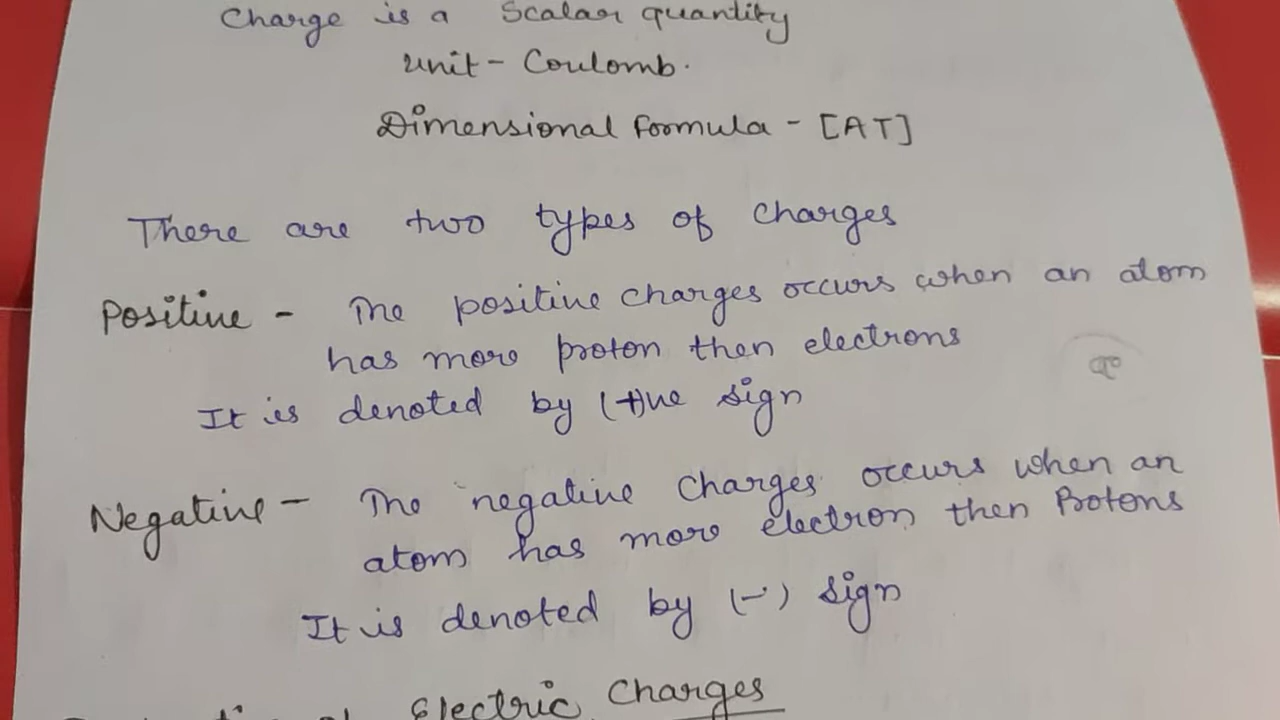 Charge is a Scalar quantity
Unit - Coulomb.
Dimensional Formula - [AT]
There are two types of charges
Positive - The positive charges occurs when an atom
has more proton then electrons
It is denoted by (+)ve sign
Negative - The negative charges occurs when an
atom has more electron then Protons
It is denoted by (-) sign
Electric Charges